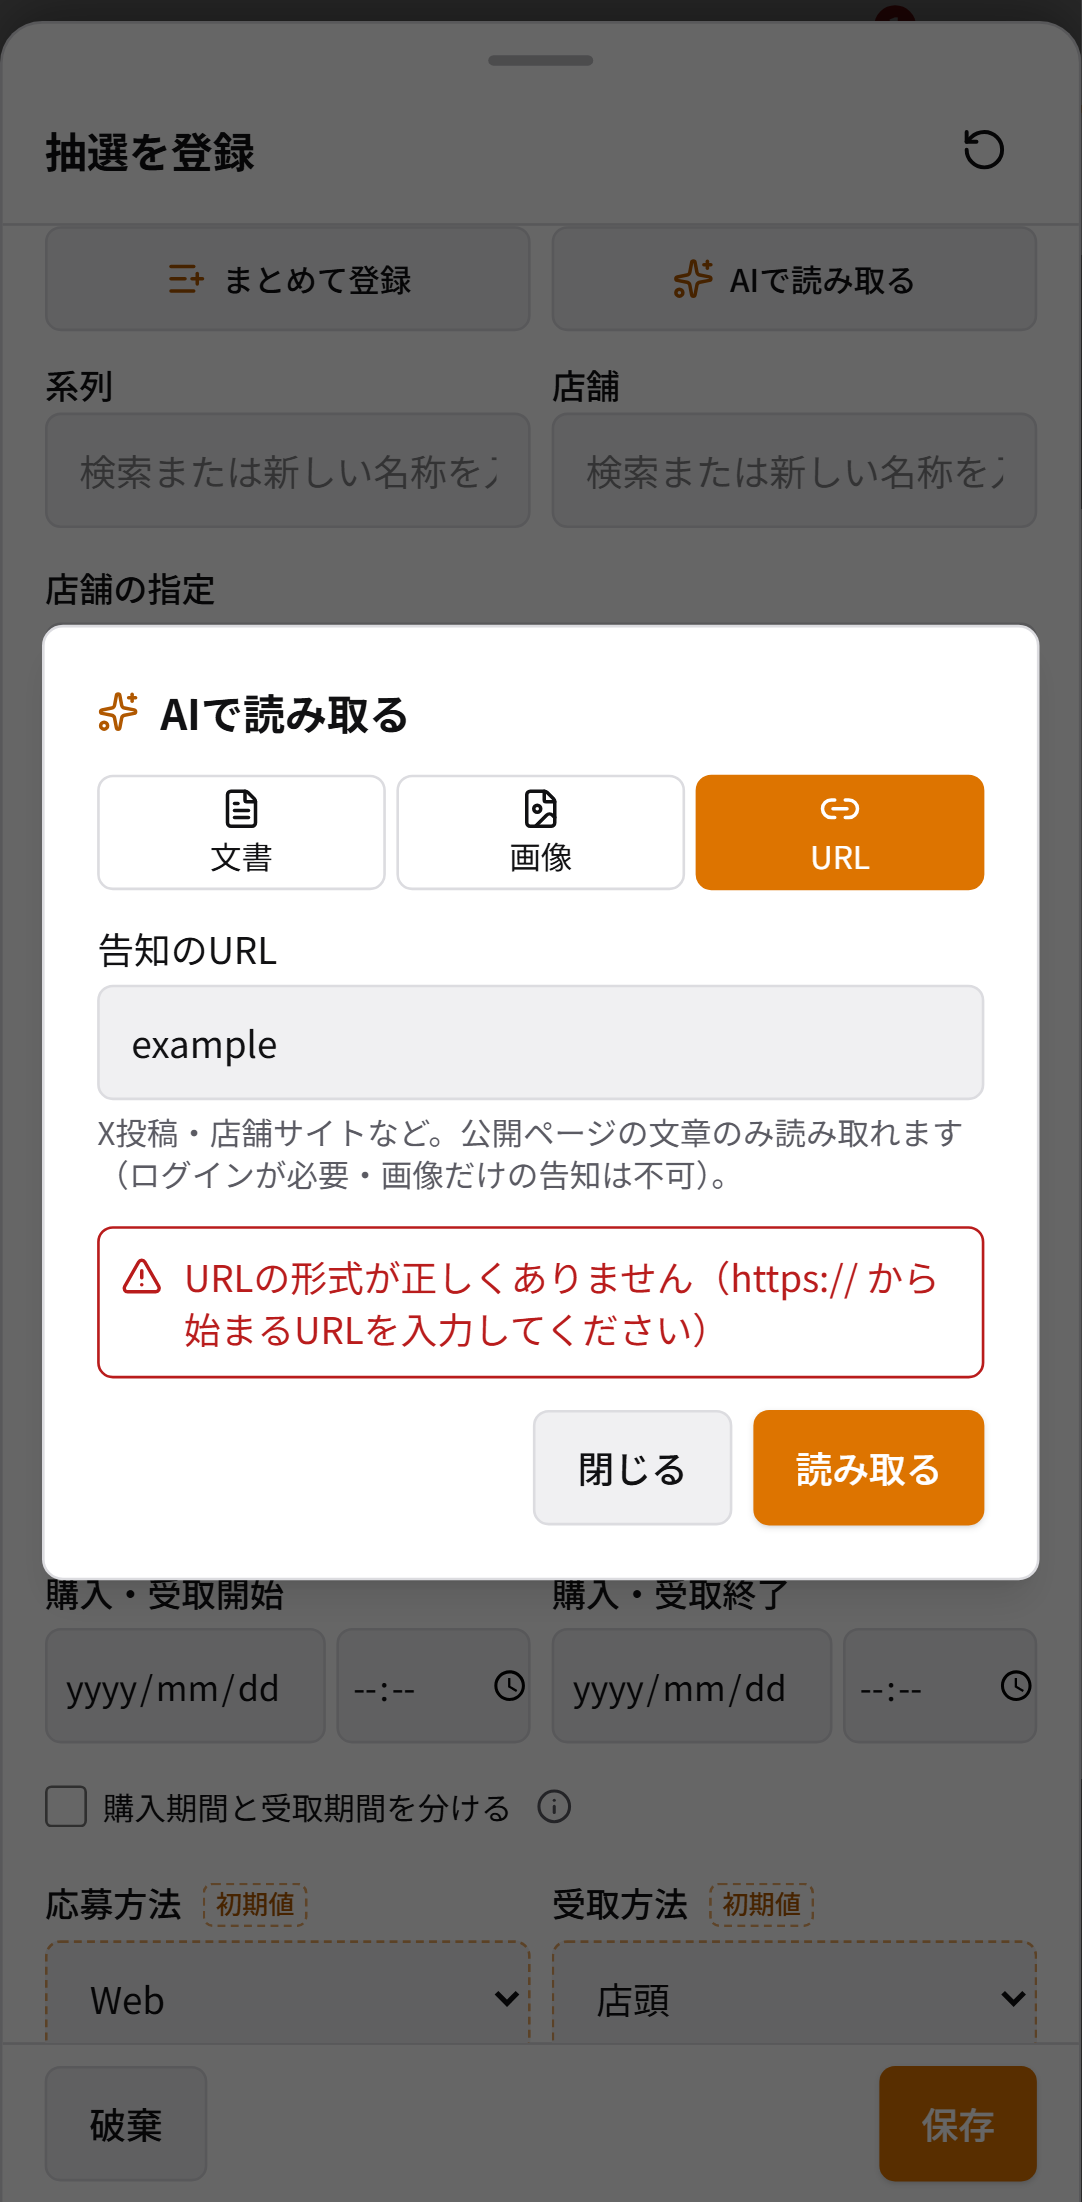 抽選を登録
まとめて登録
AIで読み取る
系列
店舗
検索または新しい名称を
検索または新しい名称を
店舗の指定
AIで読み取る
文書
画像
URL
告知のURL
example
X投稿・店舗サイトなど。公開ページの文章のみ読み取れます
（ログインが必要・画像だけの告知は不可）。
URLの形式が正しくありません（https:// から
始まるURLを入力してください）
閉じる
読み取る
購入・受取開始
購入・受取終了
yyyy/mm/dd
--:--
yyyy/mm/dd
--:--
購入期間と受取期間を分ける
応募方法
初期値
受取方法
初期値
Web
店頭
破棄
保存